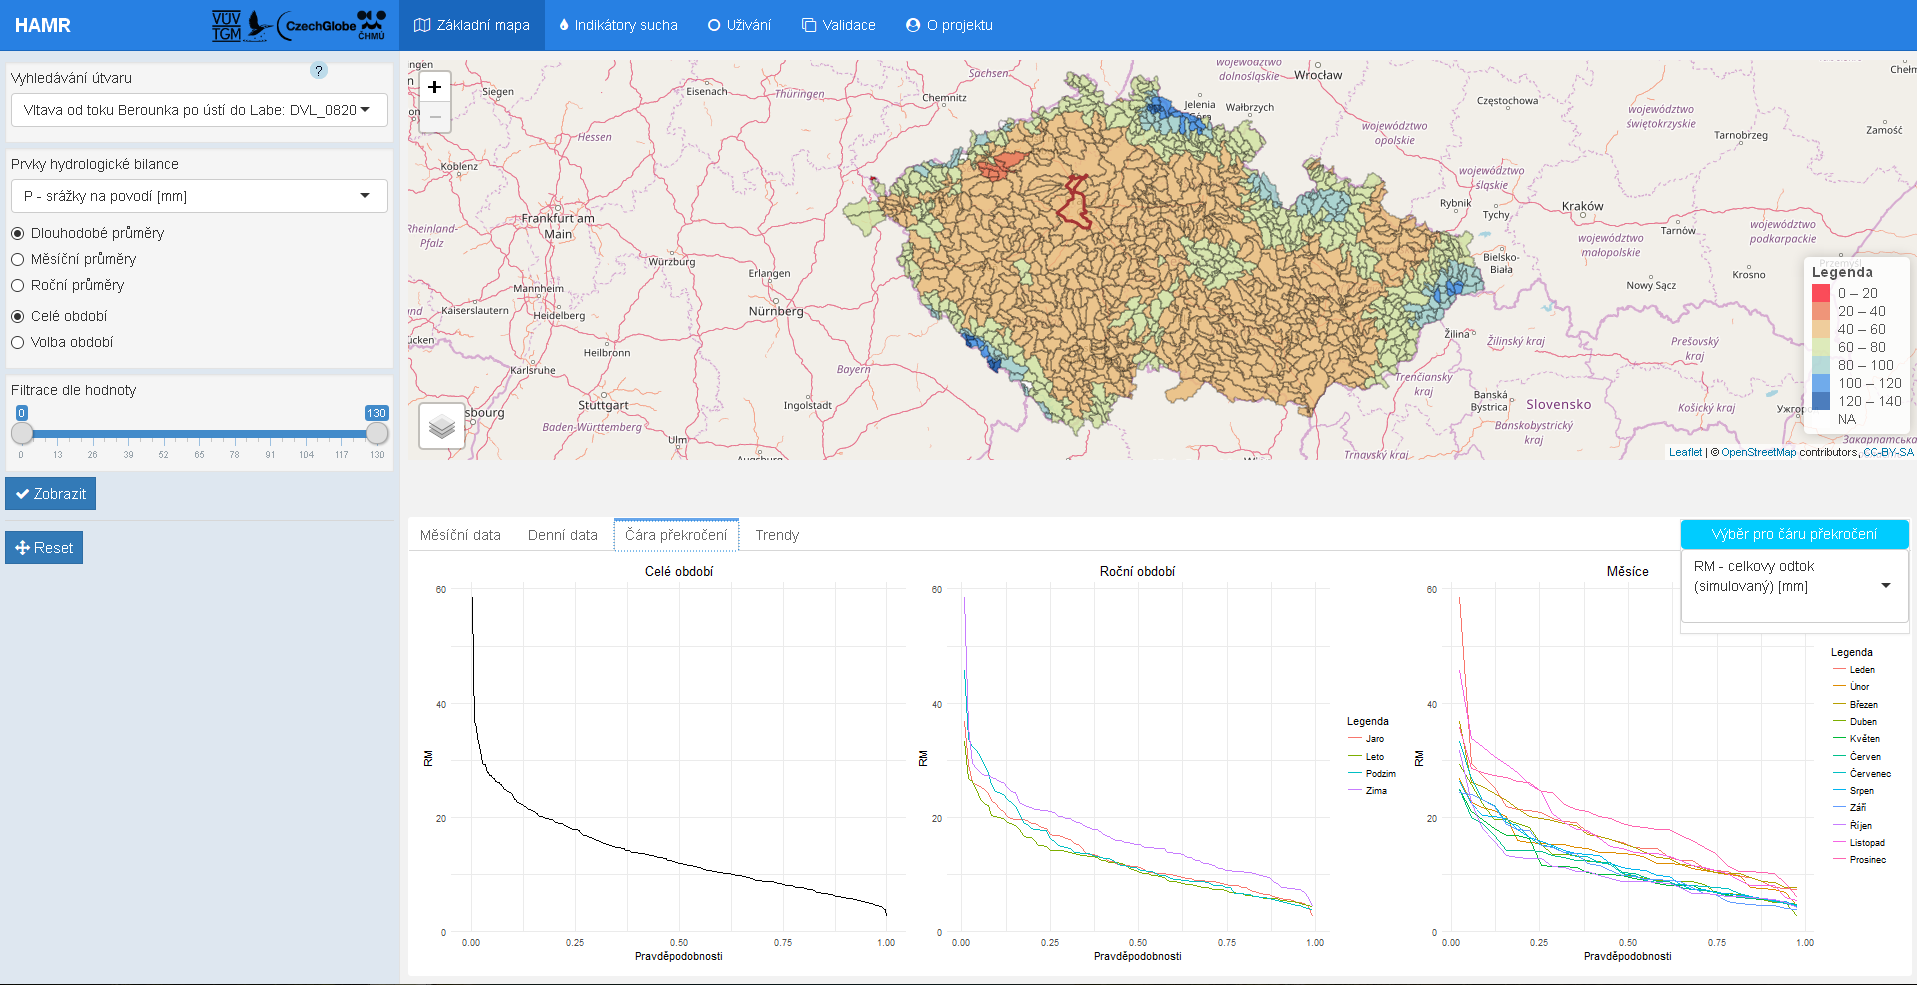 HAMR
VÚV TGM
CzechGlobe
ČHMÚ
Základní mapa
Indikátory sucha
Užívání
Validace
O projektu
Vyhledávání útvaru
?
Vltava od toku Berounka po ústí do Labe: DVL_0820
Prvky hydrologické bilance
P - srážky na povodí [mm]
Dlouhodobé průměry
Měsíční průměry
Roční průměry
Celé období
Volba období
Filtrace dle hodnoty
0 130
0 13 26 39 52 65 78 91 104 117 130
Zobrazit
Reset
+
−
Siegen
Eisenach
Thüringen
Sachsen
Chemnitz
województwo
dolnośląskie
Wrocław
Jelenia
Góra
Wałbrzych
Częstochowa
województwo
świętokrzyskie
Tarnobrzeg
Zamość
Hessen
Koblenz
województwo
opolskie
województwo
śląskie
Rybnik
Tychy
Kraków
Tarnów
województwo
podkarpackie
województwo
małopolskie
Frankfurt am
Main
Rheinland-
Pfalz
Würzburg
Erlangen
Mannheim
Kaiserslautern
Heidelberg
Nürnberg
Bielsko-
Biała
Nowy Sącz
Krosno
Przemyśl
Heilbronn
Karlsruhe
Bayern
Ingolstadt
Stuttgart
Baden-Württemberg
Ulm
Žilina
Žilinský kraj
Prešovský
kraj
Trenčiansky
kraj
Banská
Bystrica
Slovensko
Banskobystrický
kraj
Košický kraj
Trnavský kraj
Legenda
0 – 20
20 – 40
40 – 60
60 – 80
80 – 100
100 – 120
120 – 140
NA
Leaflet | © OpenStreetMap contributors, CC-BY-SA
Měsíční data
Denní data
Čára překročení
Trendy
Výběr pro čáru překročení
RM - celkovy odtok
(simulovaný) [mm]
Celé období
60
40
20
0
RM
0.00 0.25 0.50 0.75 1.00
Pravděpodobnosti
Roční období
60
40
20
0
RM
0.00 0.25 0.50 0.75 1.00
Pravděpodobnosti
Legenda
Jaro
Leto
Podzim
Zima
Měsíce
60
40
20
0
RM
0.00 0.25 0.50 0.75 1.00
Pravděpodobnosti
Legenda
Leden
Únor
Březen
Duben
Květen
Červen
Červenec
Srpen
Září
Říjen
Listopad
Prosinec